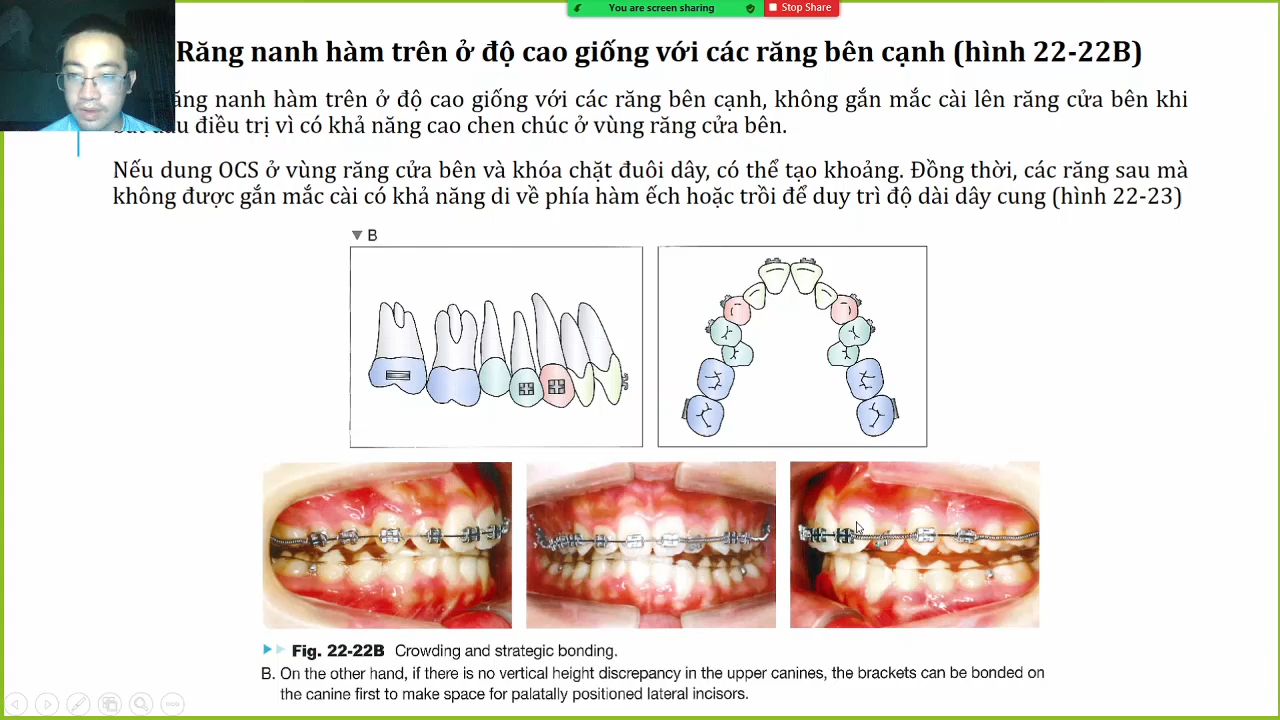 You are screen sharing
Stop Share
Răng nanh hàm trên ở độ cao giống với các răng bên cạnh (hình 22-22B)
răng nanh hàm trên ở độ cao giống với các răng bên cạnh, không gắn mắc cài lên răng cửa bên khi
đầu điều trị vì có khả năng cao chen chúc ở vùng răng cửa bên.
Nếu dung OCS ở vùng răng cửa bên và khóa chặt đuôi dây, có thể tạo khoảng. Đồng thời, các răng sau mà
không được gắn mắc cài có khả năng di về phía hàm ếch hoặc trồi để duy trì độ dài dây cung (hình 22-23)
▼ B
Fig. 22-22B Crowding and strategic bonding.
B. On the other hand, if there is no vertical height discrepancy in the upper canines, the brackets can be bonded on
the canine first to make space for palatally positioned lateral incisors.